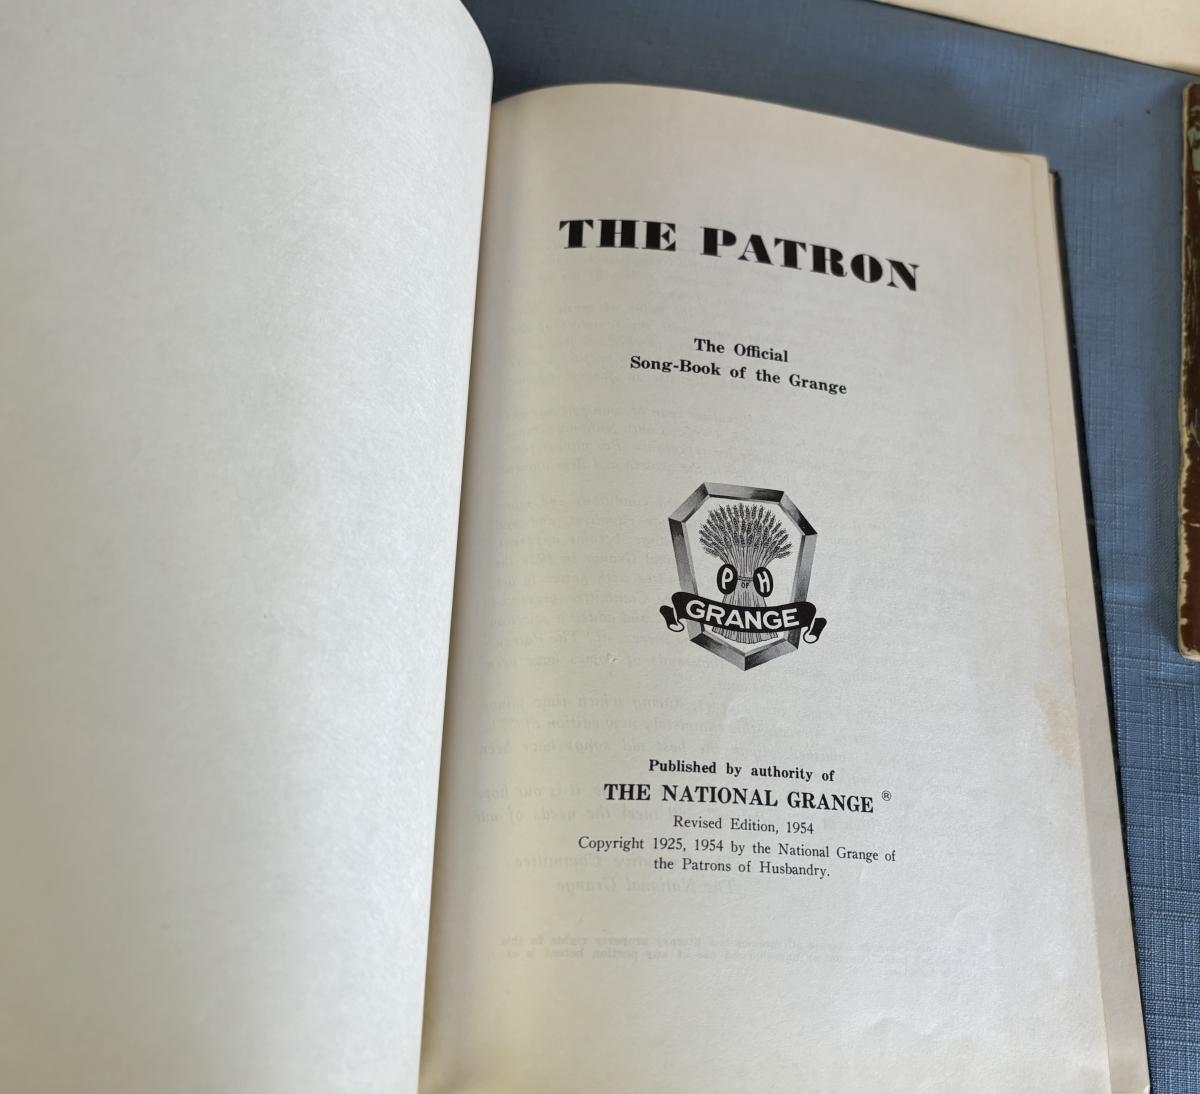 THE PATRON
The Official
Song-Book of the Grange
P OF H
GRANGE
Published by authority of
THE NATIONAL GRANGE ®
Revised Edition, 1954
Copyright 1925, 1954 by the National Grange of
the Patrons of Husbandry.